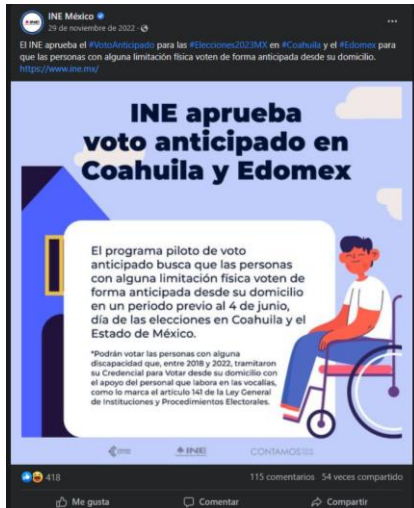 INE México
29 de noviembre de 2022
El INE aprueba el #VotoAnticipado para las #Elecciones2023MX en #Coahuila y el #Edomex para
que las personas con alguna limitación física voten de forma anticipada desde su domicilio.
https://www.ine.mx/
INE aprueba
voto anticipado en
Coahuila y Edomex
El programa piloto de voto
anticipado busca que las personas
con alguna limitación física voten de
forma anticipada desde su domicilio
en un periodo previo al 4 de junio,
día de las elecciones en Coahuila y el
Estado de México.
*Podrán votar las personas con alguna
discapacidad que, entre 2018 y 2022, tramitaron
su Credencial para Votar desde su domicilio con
el apoyo del personal que labora en las vocalías,
como lo marca el artículo 141 de la Ley General
de Instituciones y Procedimientos Electorales.
INE
CONTAMOS
418
115 comentarios 54 veces compartido
Me gusta
Comentar
Compartir